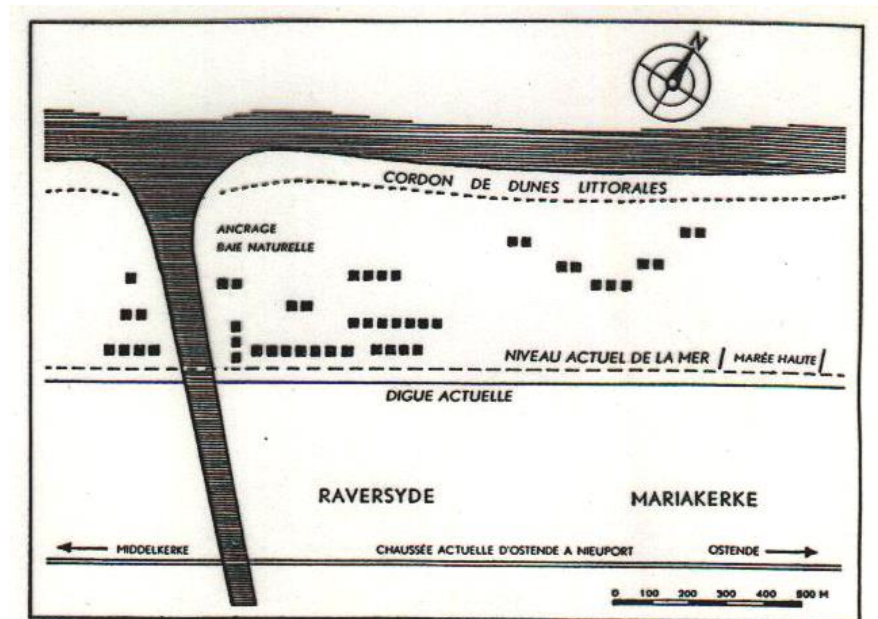 N
CORDON DE DUNES LITTORALES
ANCRAGE
BAIE NATURELLE
NIVEAU ACTUEL DE LA MER / MARÉE HAUTE /
DIGUE ACTUELLE
RAVERSYDE
MARIAKERKE
MIDDELKERKE
CHAUSSÉE ACTUELLE D'OSTENDE A NIEUPORT
OSTENDE
0 100 200 300 400 500 M